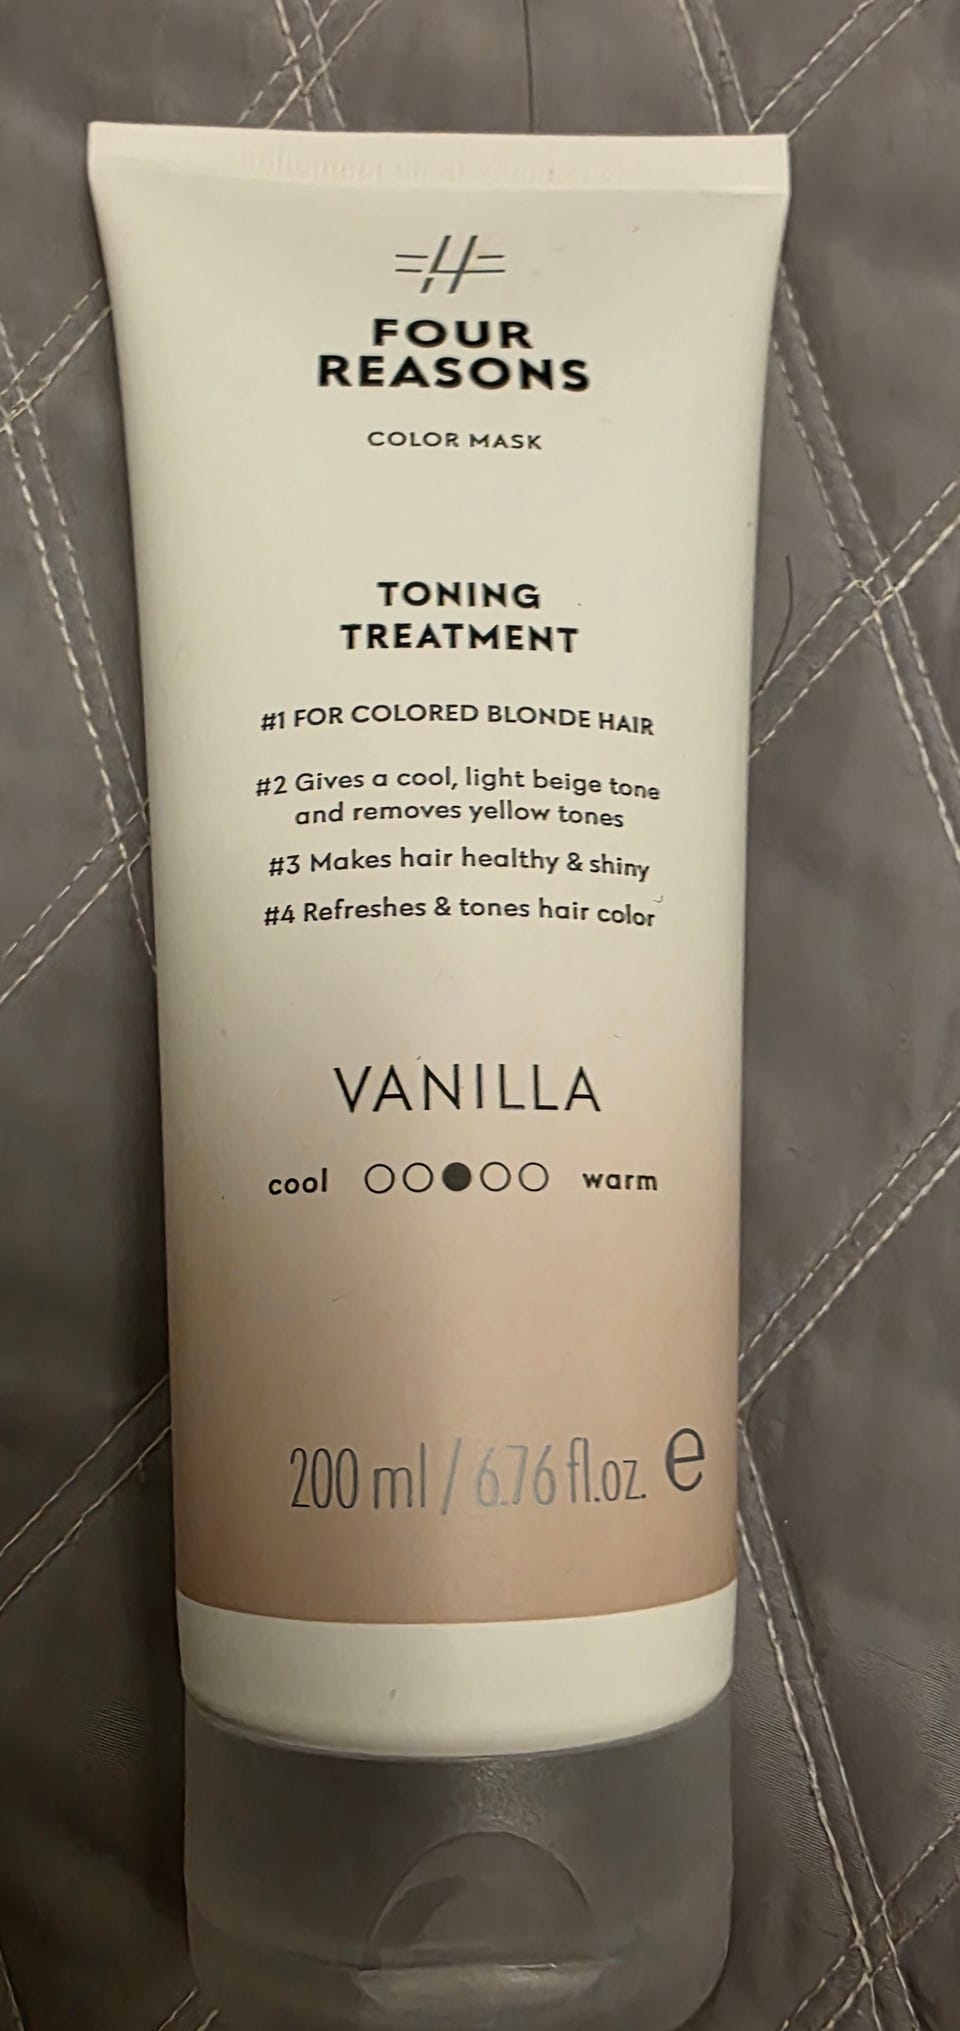 FOUR
REASONS
COLOR MASK
TONING
TREATMENT
#1 FOR COLORED BLONDE HAIR
#2 Gives a cool, light beige tone
and removes yellow tones
#3 Makes hair healthy & shiny
#4 Refreshes & tones hair color
VANILLA
cool warm
200 ml / 6.76 fl.oz. e